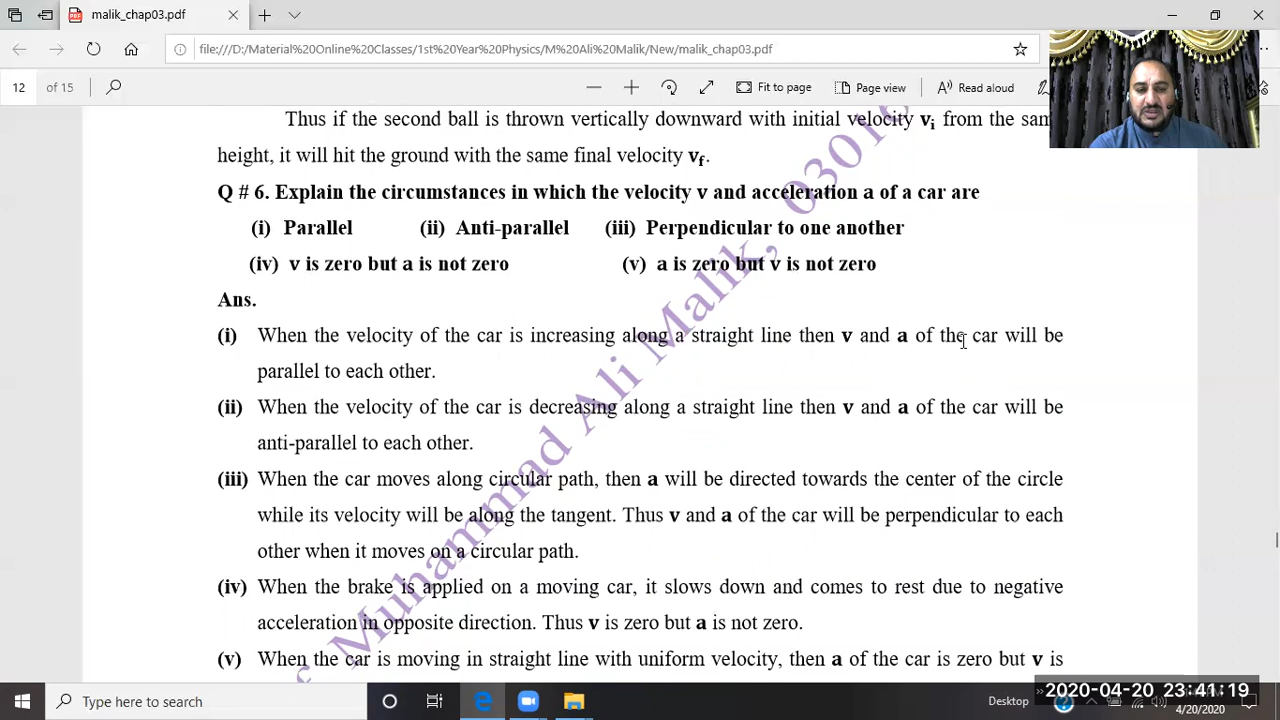 malik_chap03.pdf
file:///D:/Material%20Online%20Classes/1st%20Year%20Physics/M%20Ali%20Malik/New/malik_chap03.pdf
12 of 15
Fit to page
Page view
Read aloud
Thus if the second ball is thrown vertically downward with initial velocity vi from the sam
height, it will hit the ground with the same final velocity vf.
Q # 6. Explain the circumstances in which the velocity v and acceleration a of a car are
(i) Parallel (ii) Anti-parallel (iii) Perpendicular to one another
(iv) v is zero but a is not zero (v) a is zero but v is not zero
Ans.
(i) When the velocity of the car is increasing along a straight line then v and a of the car will be
parallel to each other.
(ii) When the velocity of the car is decreasing along a straight line then v and a of the car will be
anti-parallel to each other.
(iii) When the car moves along circular path, then a will be directed towards the center of the circle
while its velocity will be along the tangent. Thus v and a of the car will be perpendicular to each
other when it moves on a circular path.
(iv) When the brake is applied on a moving car, it slows down and comes to rest due to negative
acceleration in opposite direction. Thus v is zero but a is not zero.
(v) When the car is moving in straight line with uniform velocity, then a of the car is zero but v is
Muhammad Ali Malik, 03016
Type here to search
Desktop
2020-04-20 23:41:19
4/20/2020